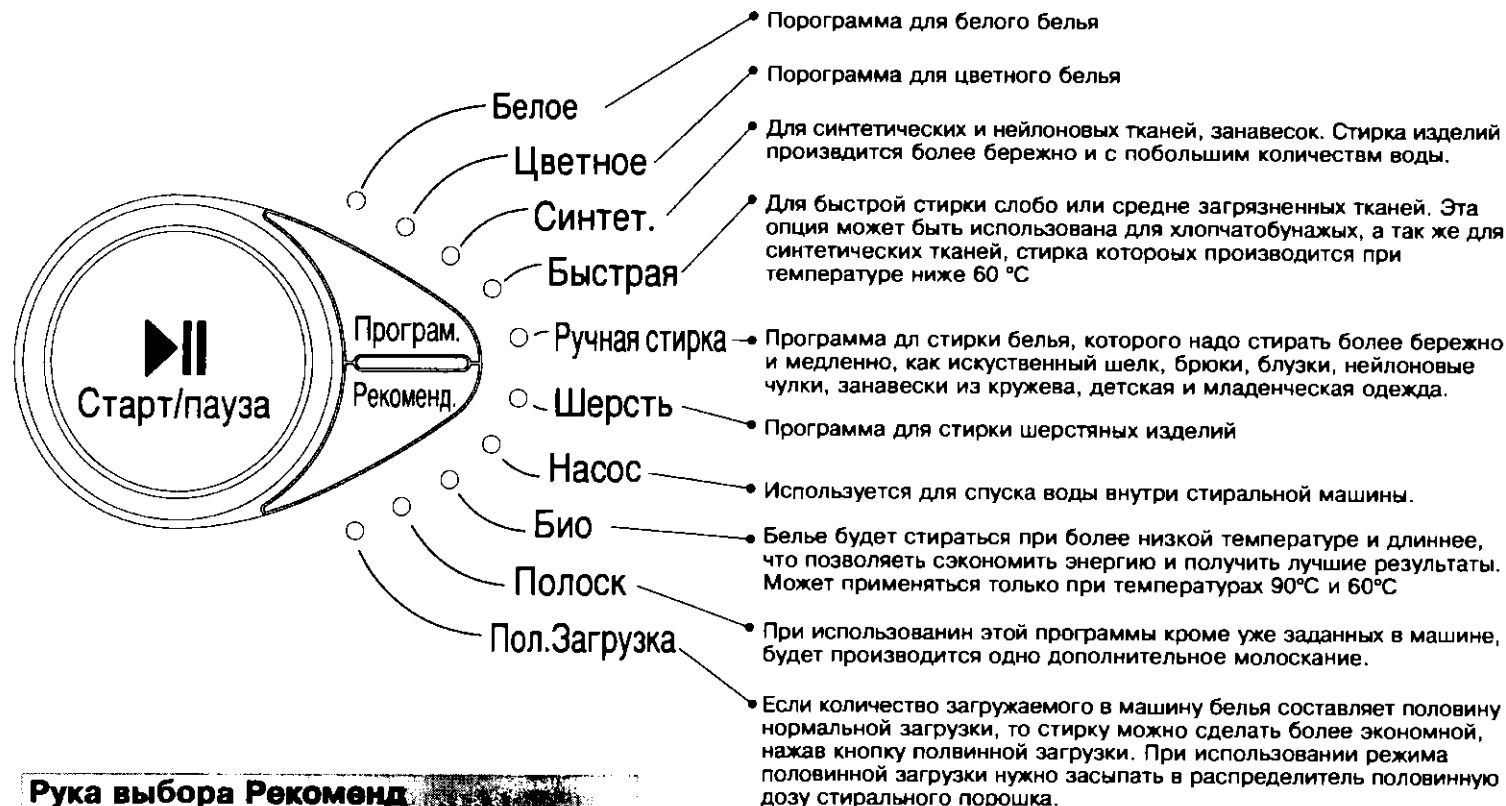 Порограмма для белого белья
Порограмма для цветного белья
Для синтетических и нейлоновых тканей, занавесок. Стирка изделий
произвдится более бережно и с побольшим количествм воды.
Для быстрой стирки слобо или средне загрязненных тканей. Эта
опция может быть использована для хлопчатобунажых, а так же для
синтетических тканей, стирка котороых производится при
температуре ниже 60 °C
Программа дл стирки белья, которого надо стирать более бережно
и медленно, как искуственный шелк, брюки, блузки, нейлоновые
чулки, занавески из кружева, детская и младенческая одежда.
Программа для стирки шерстяных изделий
Используется для спуска воды внутри стиральной машины.
Белье будет стираться при более низкой температуре и длиннее,
что позволяеть сэкономить энергию и получить лучшие результаты.
Может применяться только при температурах 90°C и 60°C
При использованин этой программы кроме уже заданных в машине,
будет производится одно дополнительное молоскание.
Если количество загружаемого в машину белья составляет половину
нормальной загрузки, то стирку можно сделать более экономной,
нажав кнопку полвинной загрузки. При использовании режима
половинной загрузки нужно засыпать в распределитель половинную
дозу стирального порошка.
Белое
Цветное
Синтет.
Быстрая
Ручная стирка
Шерсть
Насос
Био
Полоск
Пол.Загрузка
Програм.
Рекоменд.
Старт/пауза
Рука выбора Рекоменд